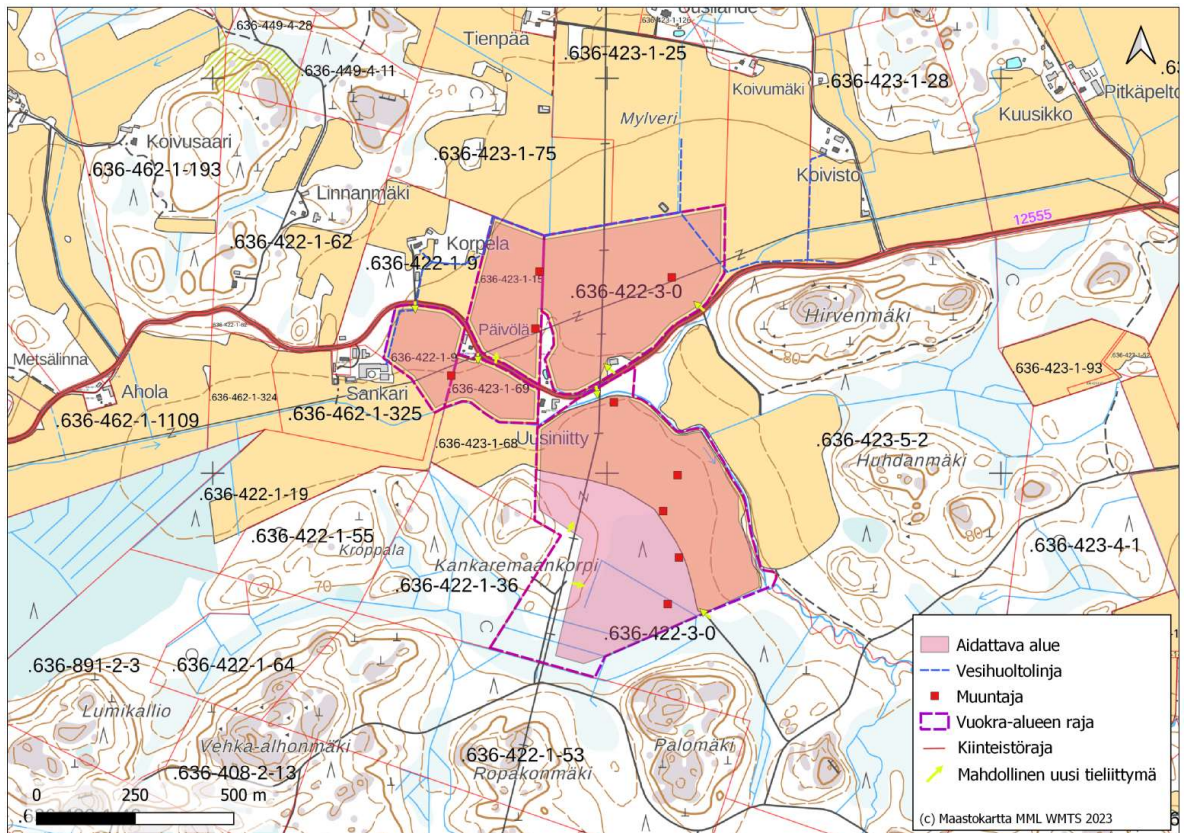 .636-449-4-28
Tienpää
.636-423-1-25
.636-449-4-11
Koivumäki
.636-423-1-28
Pitkäpelto
Kuusikko
Mylveri
Koivusaari
.636-423-1-75
.636-462-1-193
Koivisto
Linnanmäki
12555
.636-422-1-62
Korpela
.636-422-1-9
.636-423-1-15
.636-422-3-0
Hirvenmäki
80
Päivölä
Metsälinna
.636-422-1-9
.636-423-1-93
Ahola
.636-462-1-324
Sankari
.636-423-1-69
.636-462-1-1109
.636-462-1-325
.636-423-1-68
Uusiniitty
.636-423-5-2
Huhdanmäki
.636-422-1-19
.636-422-1-55
80
Kroppala
.636-423-4-1
Kankaremaankorpi
70
.636-422-1-36
.636-422-3-0
.636-891-2-3
.636-422-1-64
Lumikallio
Vehka-alhonmäki
.636-422-1-53
Palomäki
.636-408-2-13
Ropakonmäki
0 250 500 m
Aidattava alue
Vesihuoltolinja
Muuntaja
Vuokra-alueen raja
Kiinteistöraja
Mahdollinen uusi tieliittymä
(c) Maastokartta MML WMTS 2023